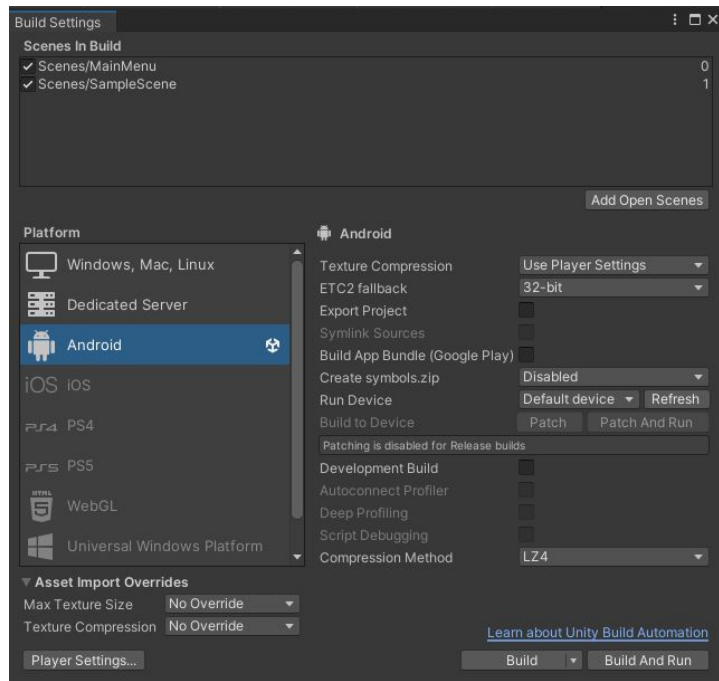 Build Settings
Scenes In Build
Scenes/MainMenu 0
Scenes/SampleScene 1
Add Open Scenes
Platform
Windows, Mac, Linux
Dedicated Server
Android
iOS iOS
PS4 PS4
PS5 PS5
HTML 5 WebGL
Universal Windows Platform
Android
Texture Compression Use Player Settings
ETC2 fallback 32-bit
Export Project
Symlink Sources
Build App Bundle (Google Play)
Create symbols.zip Disabled
Run Device Default device Refresh
Build to Device Patch Patch And Run
Patching is disabled for Release builds
Development Build
Autoconnect Profiler
Deep Profiling
Script Debugging
Compression Method LZ4
Asset Import Overrides
Max Texture Size No Override
Texture Compression No Override
Learn about Unity Build Automation
Player Settings... Build Build And Run